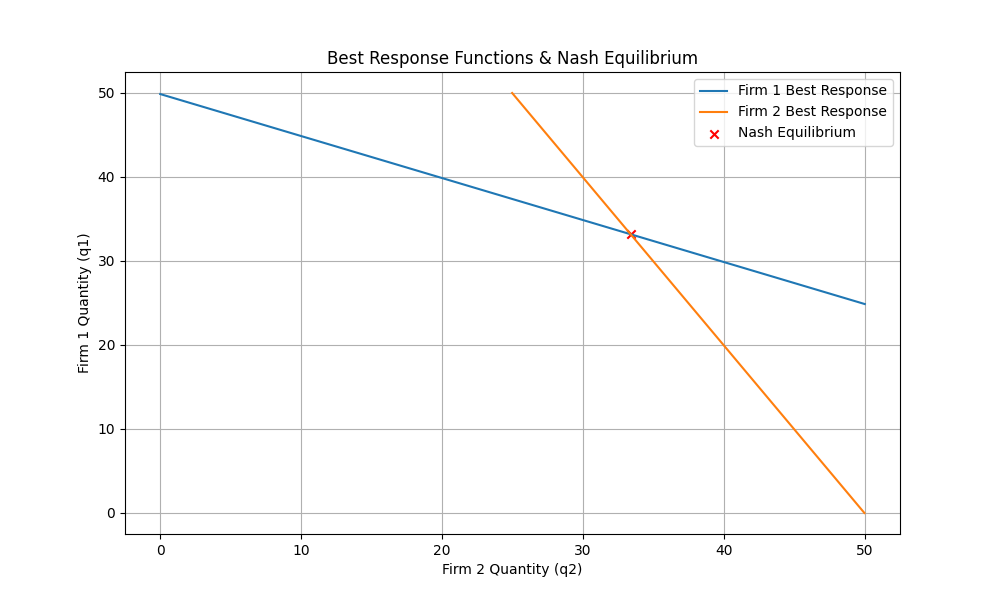 Best Response Functions & Nash Equilibrium
Firm 1 Best Response
Firm 2 Best Response
Nash Equilibrium
Firm 1 Quantity (q1)
50
40
30
20
10
0
0 10 20 30 40 50
Firm 2 Quantity (q2)